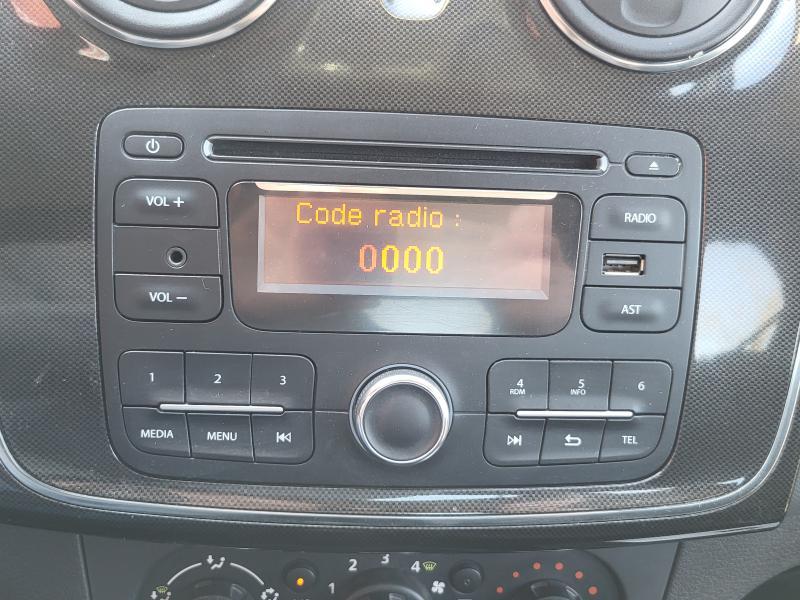 Code radio :
0000
VOL +
RADIO
VOL −
AST
1 2 3
4 RDM 5 INFO 6
MEDIA MENU
TEL
1 2 3 4